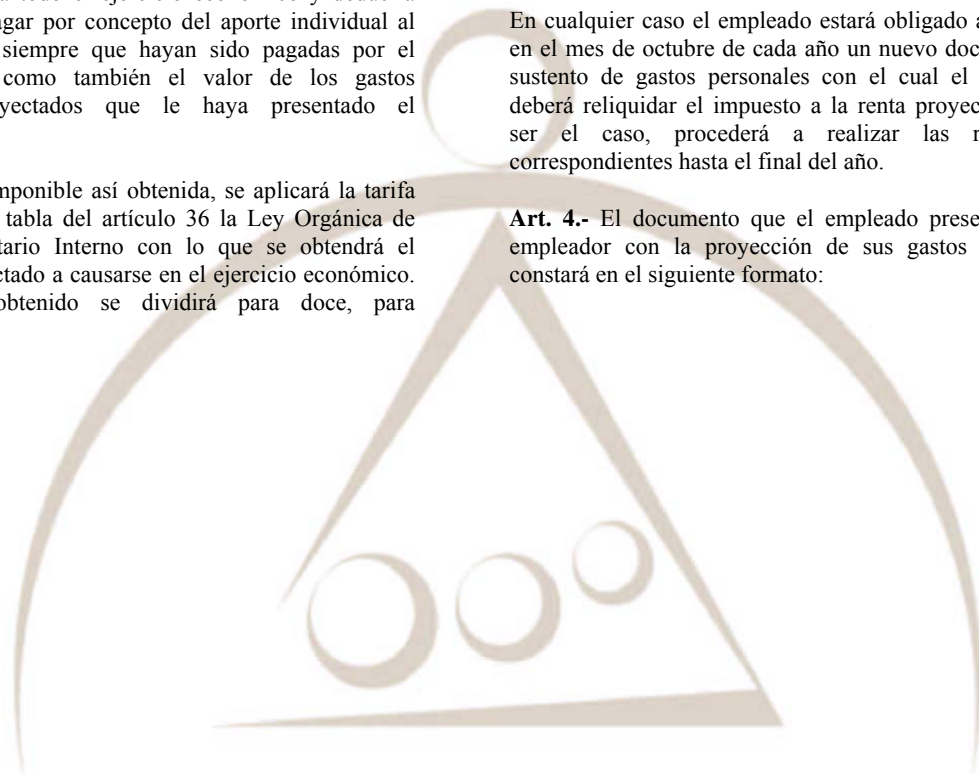 agar por concepto del aporte individual al
siempre que hayan sido pagadas por el
como también el valor de los gastos
yectados que le haya presentado el
mponible así obtenida, se aplicará la tarifa
tabla del artículo 36 la Ley Orgánica de
tario Interno con lo que se obtendrá el
ctado a causarse en el ejercicio económico.
obtenido se dividirá para doce, para
En cualquier caso el empleado estará obligado a
en el mes de octubre de cada año un nuevo doc
sustento de gastos personales con el cual el
deberá reliquidar el impuesto a la renta proyec
ser el caso, procederá a realizar las r
correspondientes hasta el final del año.
Art. 4.- El documento que el empleado prese
empleador con la proyección de sus gastos
constará en el siguiente formato: